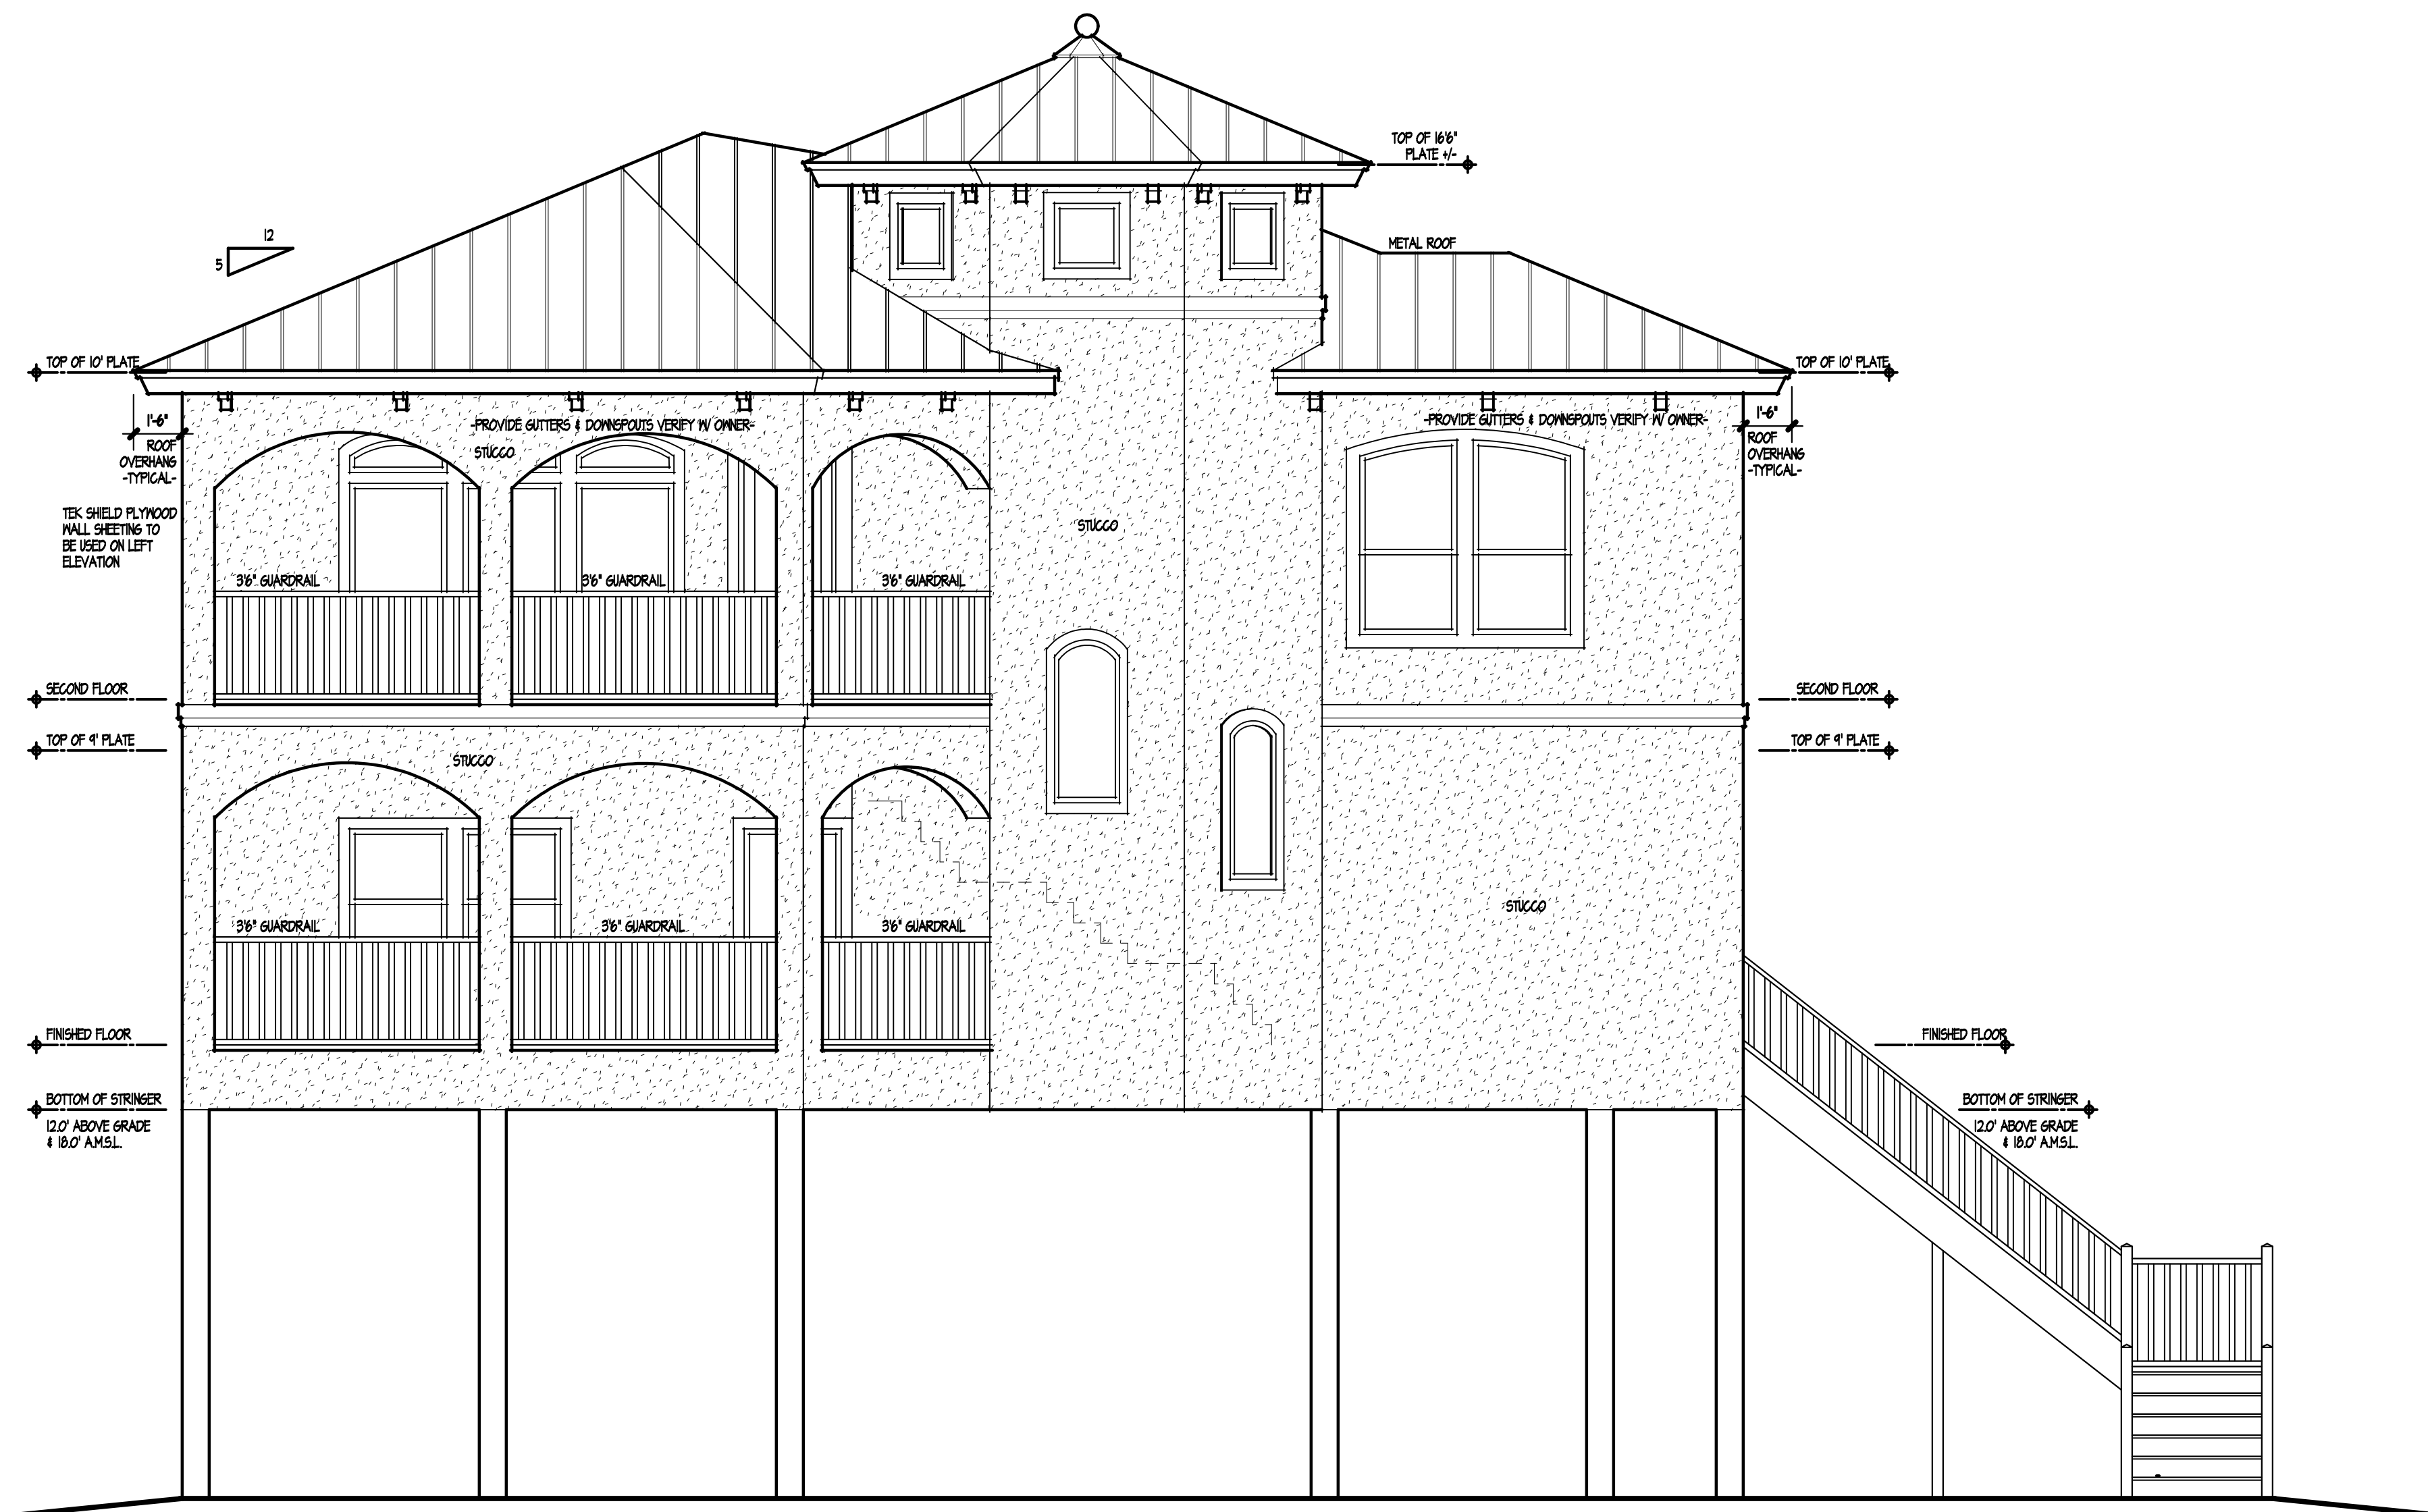 TOP OF 16'6"
PLATE +/-
12
5
METAL ROOF
TOP OF 10' PLATE
TOP OF 10' PLATE
1'-6"
ROOF
OVERHANG
-TYPICAL-
-PROVIDE GUTTERS & DOWNSPOUTS VERIFY W/ OWNER-
STUCCO
-PROVIDE GUTTERS & DOWNSPOUTS VERIFY W/ OWNER-
1'-6"
ROOF
OVERHANG
-TYPICAL-
TEK SHIELD PLYWOOD
WALL SHEETING TO
BE USED ON LEFT
ELEVATION
STUCCO
3'6" GUARDRAIL
3'6" GUARDRAIL
3'6" GUARDRAIL
SECOND FLOOR
SECOND FLOOR
TOP OF 9' PLATE
TOP OF 9' PLATE
STUCCO
STUCCO
3'6" GUARDRAIL
3'6" GUARDRAIL
3'6" GUARDRAIL
FINISHED FLOOR
FINISHED FLOOR
BOTTOM OF STRINGER
12.0' ABOVE GRADE
& 18.0' A.M.S.L.
BOTTOM OF STRINGER
12.0' ABOVE GRADE
& 18.0' A.M.S.L.